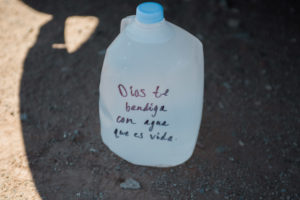 Dios te
bendiga
con agua
que es vida.